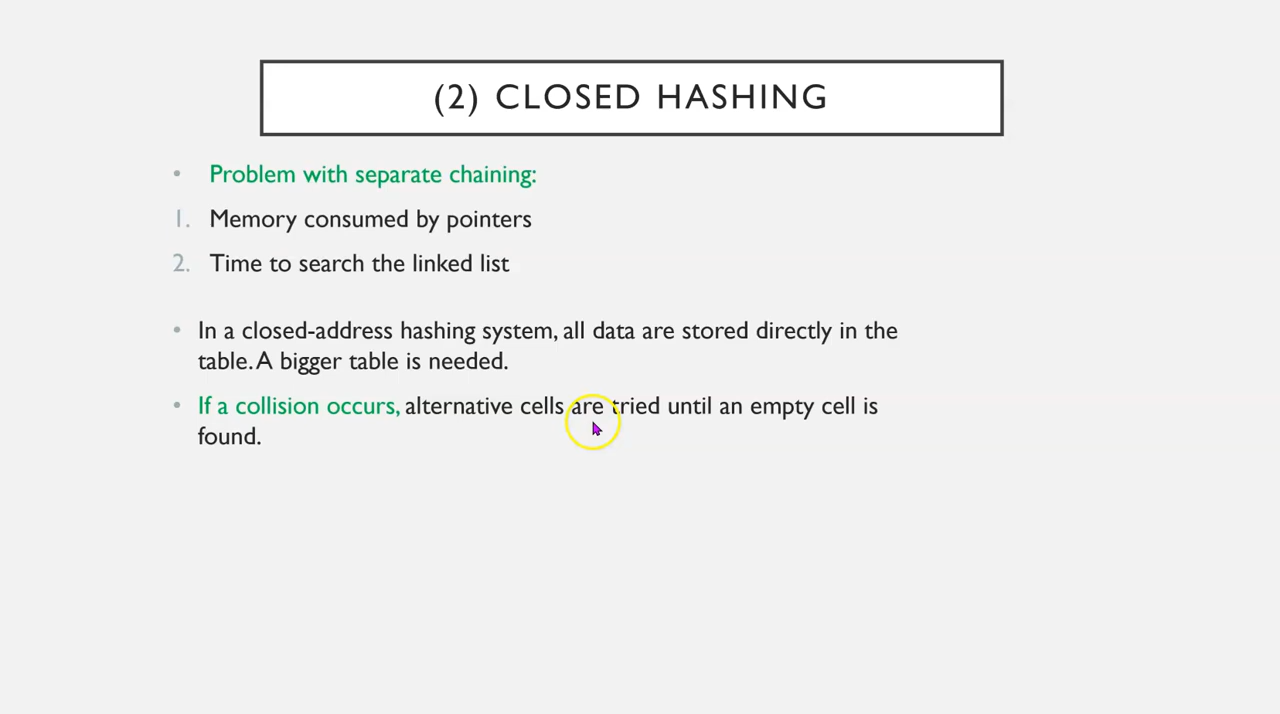 (2) CLOSED HASHING
• Problem with separate chaining:
1. Memory consumed by pointers
2. Time to search the linked list
• In a closed-address hashing system, all data are stored directly in the
table. A bigger table is needed.
• If a collision occurs, alternative cells are tried until an empty cell is
found.